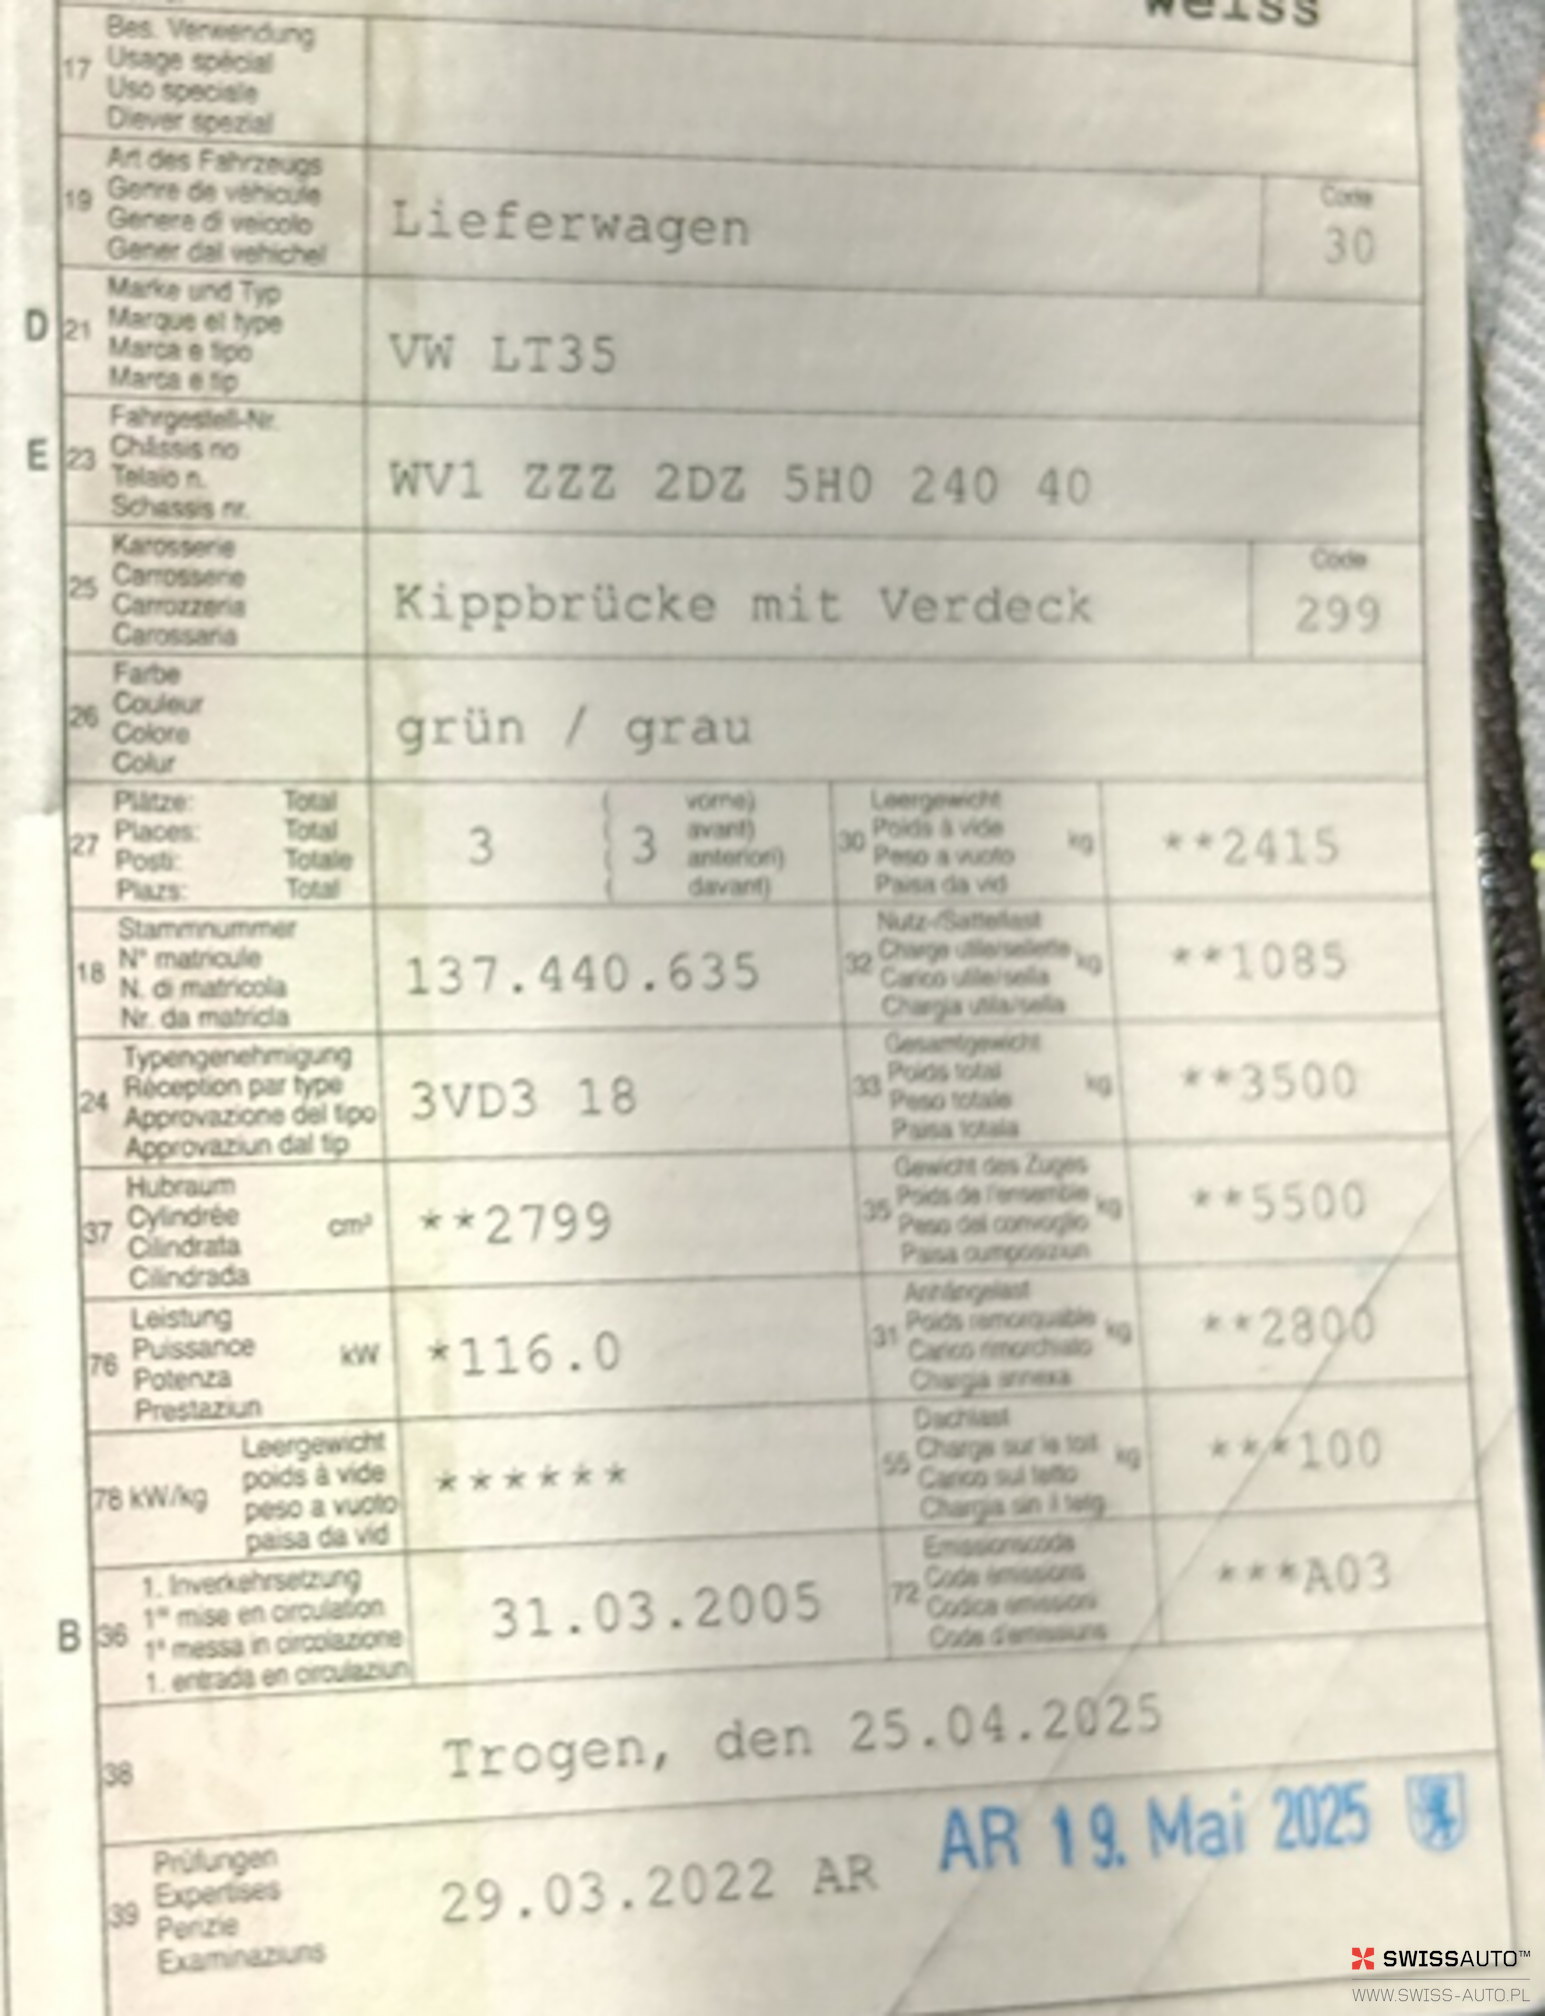 weiss
17
Bes. Verwendung
Usage spécial
Uso speciale
Diever spezial
19
Art des Fahrzeugs
Genre de véhicule
Genere di veicolo
Gener dal vehichel
Lieferwagen
Code
30
D
21
Marke und Typ
Marque et type
Marca e tipo
Marca e tip
VW LT35
E
23
Fahrgestell-Nr.
Châssis no
Telaio n.
Schassis nr.
WV1 ZZZ 2DZ 5H0 240 40
25
Karosserie
Carrosserie
Carrozzeria
Carossaria
Kippbrücke mit Verdeck
Code
299
26
Farbe
Couleur
Colore
Colur
grün / grau
27
Plätze: Total
Places: Total
Posti: Totale
Plazs: Total
3
( vorne)
( 3 avant)
( anteriori)
( davant)
30
Leergewicht
Poids à vide
Peso a vuoto
Paisa da vid
kg
**2415
18
Stammnummer
N° matricule
N. di matricola
Nr. da matricla
137.440.635
32
Nutz-/Sattellast
Charge utile/sellette
Carico utile/sella
Chargia utila/sella
kg
**1085
24
Typengenehmigung
Réception par type
Approvazione del tipo
Approvaziun dal tip
3VD3 18
33
Gesamtgewicht
Poids total
Peso totale
Paisa totala
kg
**3500
37
Hubraum
Cylindrée
Cilindrata
Cilindrada
cm³
**2799
35
Gewicht des Zuges
Poids de l'ensemble
Peso del convoglio
Paisa cumposiziun
kg
**5500
76
Leistung
Puissance
Potenza
Prestaziun
kW
*116.0
31
Anhängelast
Poids remorquable
Carico rimorchiato
Chargia annexa
kg
**2800
78 kW/kg
Leergewicht
poids à vide
peso a vuoto
paisa da vid
******
55
Dachlast
Charge sur le toit
Carico sul tetto
Chargia sin il tetg
kg
***100
B
36
1. Inverkehrsetzung
1re mise en circulation
1a messa in circolazione
1. entrada en circulaziun
31.03.2005
72
Emissionscode
Code émissions
Codice emissioni
Code d'emissiuns
***A03
38
Trogen, den 25.04.2025
39
Prüfungen
Expertises
Perizie
Examinaziuns
29.03.2022 AR
AR 19. Mai 2025
SWISSAUTO™
WWW.SWISS-AUTO.PL